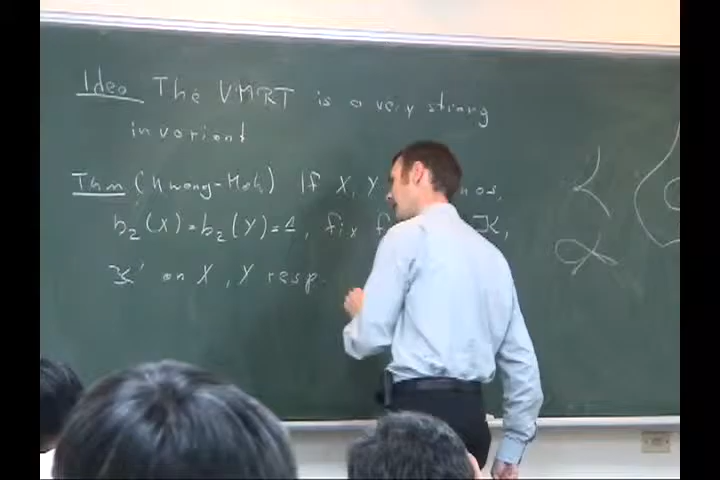 Idea The VMRT is a very strong
invariant
Thm (Hwang-Mok) If X, Y
b₂(X)=b₂(Y)=1, fix K,
K' on X, Y resp.